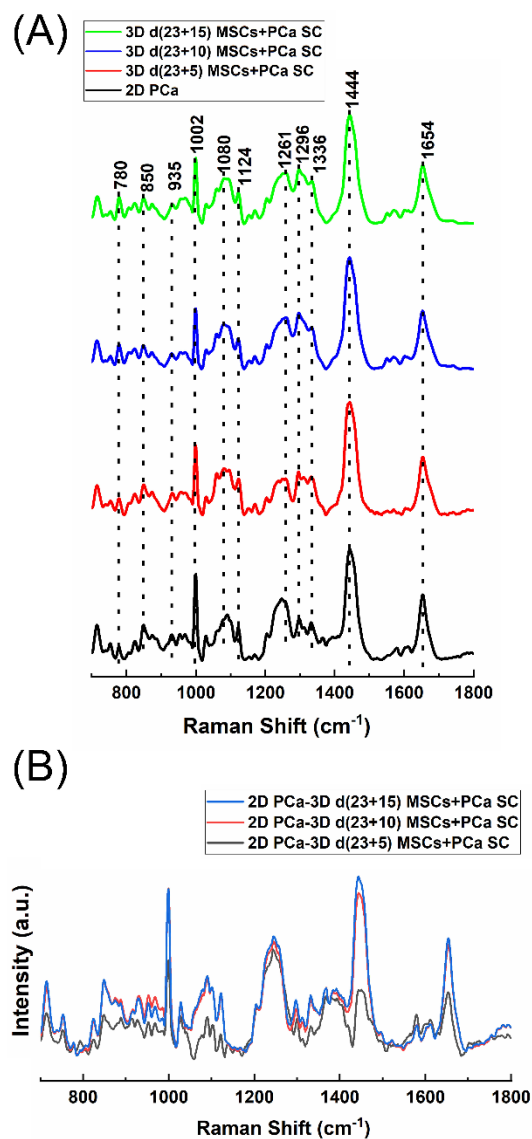 (A)
3D d(23+15) MSCs+PCa SC
3D d(23+10) MSCs+PCa SC
3D d(23+5) MSCs+PCa SC
2D PCa
780
850
935
1002
1080
1124
1261
1296
1336
1444
1654
800 1000 1200 1400 1600 1800
Raman Shift (cm⁻¹)
(B)
2D PCa-3D d(23+15) MSCs+PCa SC
2D PCa-3D d(23+10) MSCs+PCa SC
2D PCa-3D d(23+5) MSCs+PCa SC
Intensity (a.u.)
800 1000 1200 1400 1600 1800
Raman Shift (cm⁻¹)